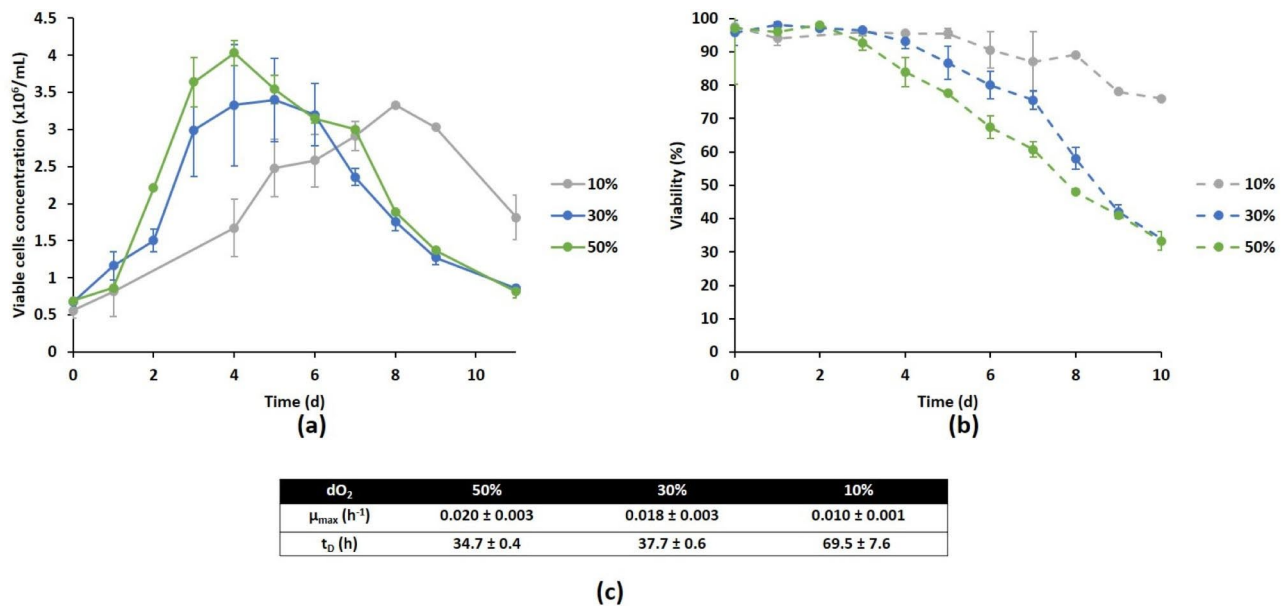 4.5
4
3.5
3
2.5
2
1.5
1
0.5
0
Viable cells concentration (x10⁶/mL)
0 2 4 6 8 10
Time (d)
10%
30%
50%
(a)
100
90
80
70
60
50
40
30
20
10
0
Viability (%)
0 2 4 6 8 10
Time (d)
10%
30%
50%
(b)
dO₂ 50% 30% 10%
μmax (h⁻¹) 0.020 ± 0.003 0.018 ± 0.003 0.010 ± 0.001
tD (h) 34.7 ± 0.4 37.7 ± 0.6 69.5 ± 7.6
(c)